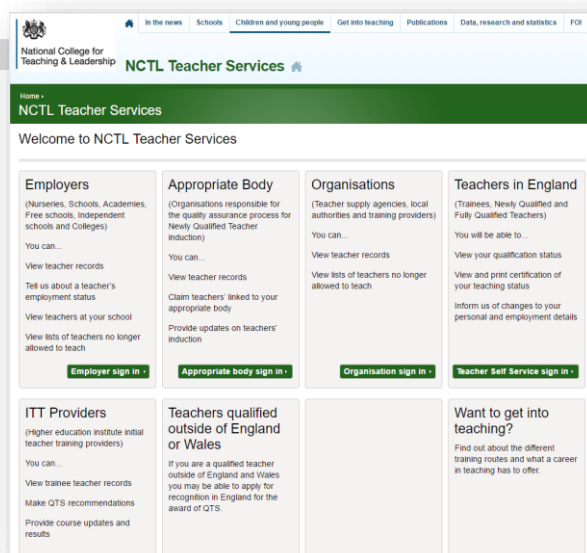 In the news Schools Children and young people Get into teaching Publications Data, research and statistics FOI
National College for
Teaching & Leadership
NCTL Teacher Services
Home ›
NCTL Teacher Services
Welcome to NCTL Teacher Services
Employers
(Nurseries, Schools, Academies,
Free schools, Independent
schools and Colleges)
You can...
View teacher records
Tell us about a teacher's
employment status
View teachers at your school
View lists of teachers no longer
allowed to teach
Employer sign in ›
Appropriate Body
(Organisations responsible for
the quality assurance process for
Newly Qualified Teacher
induction)
You can...
View teacher records
Claim teachers' linked to your
appropriate body
Provide updates on teachers'
induction
Appropriate body sign in ›
Organisations
(Teacher supply agencies, local
authorities and training providers)
You can...
View teacher records
View lists of teachers no longer
allowed to teach
Organisation sign in ›
Teachers in England
(Trainees, Newly Qualified and
Fully Qualified Teachers)
You will be able to...
View your qualification status
View and print certification of
your teaching status
Inform us of changes to your
personal and employment details
Teacher Self Service sign in ›
ITT Providers
(Higher education institute initial
teacher training providers)
You can...
View trainee teacher records
Make QTS recommendations
Provide course updates and
results
Teachers qualified
outside of England
or Wales
If you are a qualified teacher
outside of England and Wales
you may be able to apply for
recognition in England for the
award of QTS.
Want to get into
teaching?
Find out about the different
training routes and what a career
in teaching has to offer.